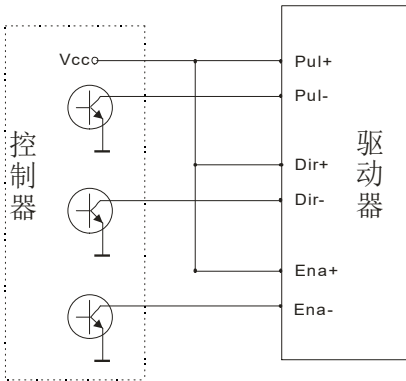 Vcc
Pul+
Pul-
Dir+
Dir-
Ena+
Ena-
控制器
驱动器